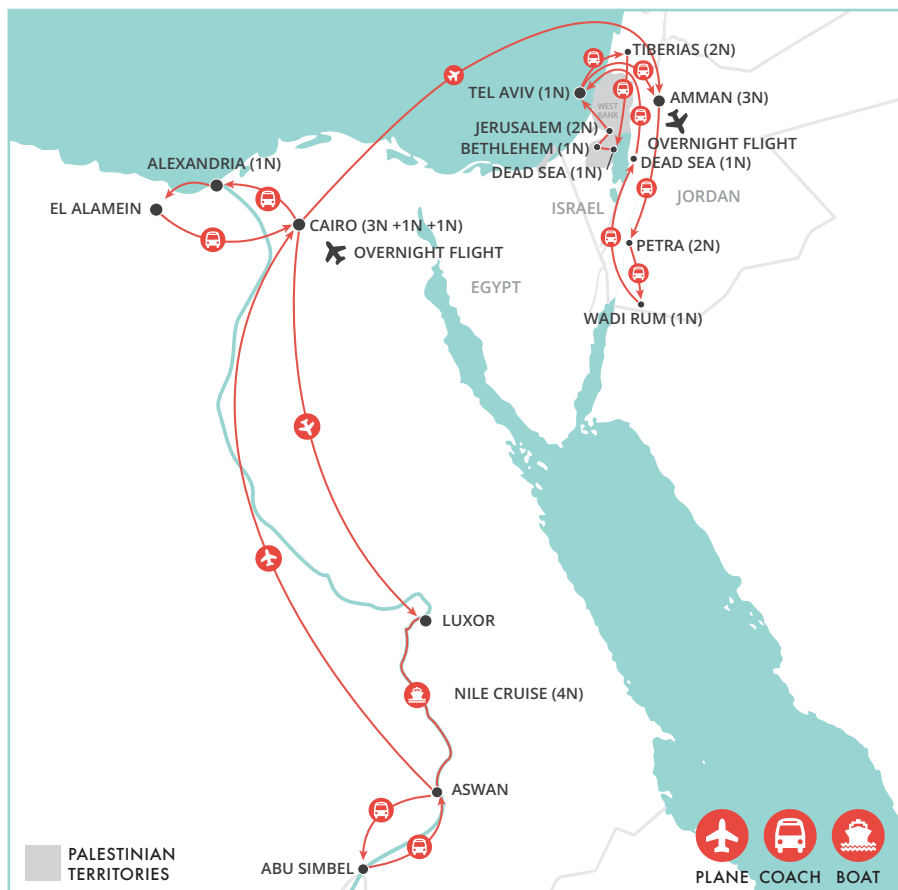 TIBERIAS (2N)
TEL AVIV (1N)
AMMAN (3N)
WEST
BANK
JERUSALEM (2N)
OVERNIGHT FLIGHT
BETHLEHEM (1N)
DEAD SEA (1N)
DEAD SEA (1N)
ALEXANDRIA (1N)
EL ALAMEIN
ISRAEL
JORDAN
CAIRO (3N +1N +1N)
OVERNIGHT FLIGHT
PETRA (2N)
EGYPT
WADI RUM (1N)
LUXOR
NILE CRUISE (4N)
ASWAN
ABU SIMBEL
PALESTINIAN
TERRITORIES
PLANE COACH BOAT